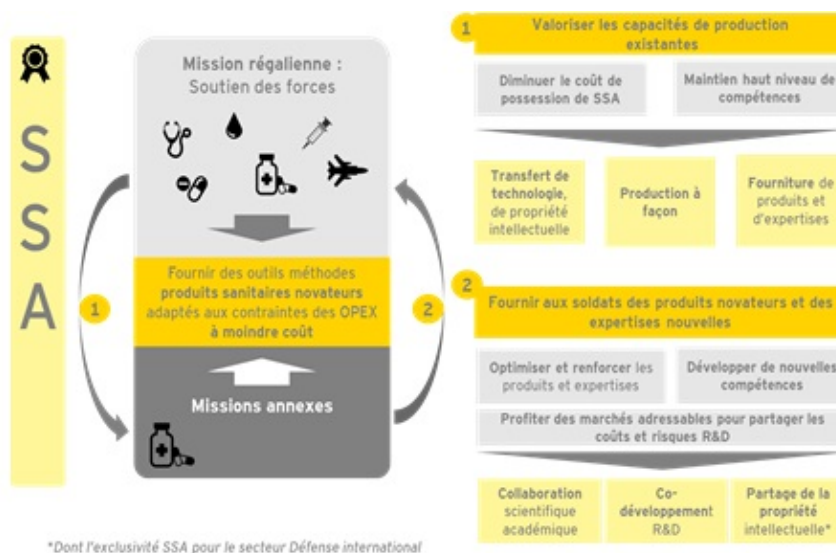 S
S
A
Mission régalienne :
Soutien des forces
Fournir des outils méthodes
produits sanitaires novateurs
adaptés aux contraintes des OPEX
à moindre coût
Missions annexes
1
2
1
Valoriser les capacités de production
existantes
Diminuer le coût de
possession de SSA
Maintien haut niveau de
compétences
Transfert de
technologie,
de propriété
intellectuelle
Production à
façon
Fourniture de
produits et
d'expertises
2
Fournir aux soldats des produits novateurs et des
expertises nouvelles
Optimiser et renforcer les
produits et expertises
Développer de nouvelles
compétences
Profiter des marchés adressables pour partager les
coûts et risques R&D
Collaboration
scientifique
académique
Co-
développement
R&D
Partage de la
propriété
intellectuelle*
*Dont l'exclusivité SSA pour le secteur Défense international